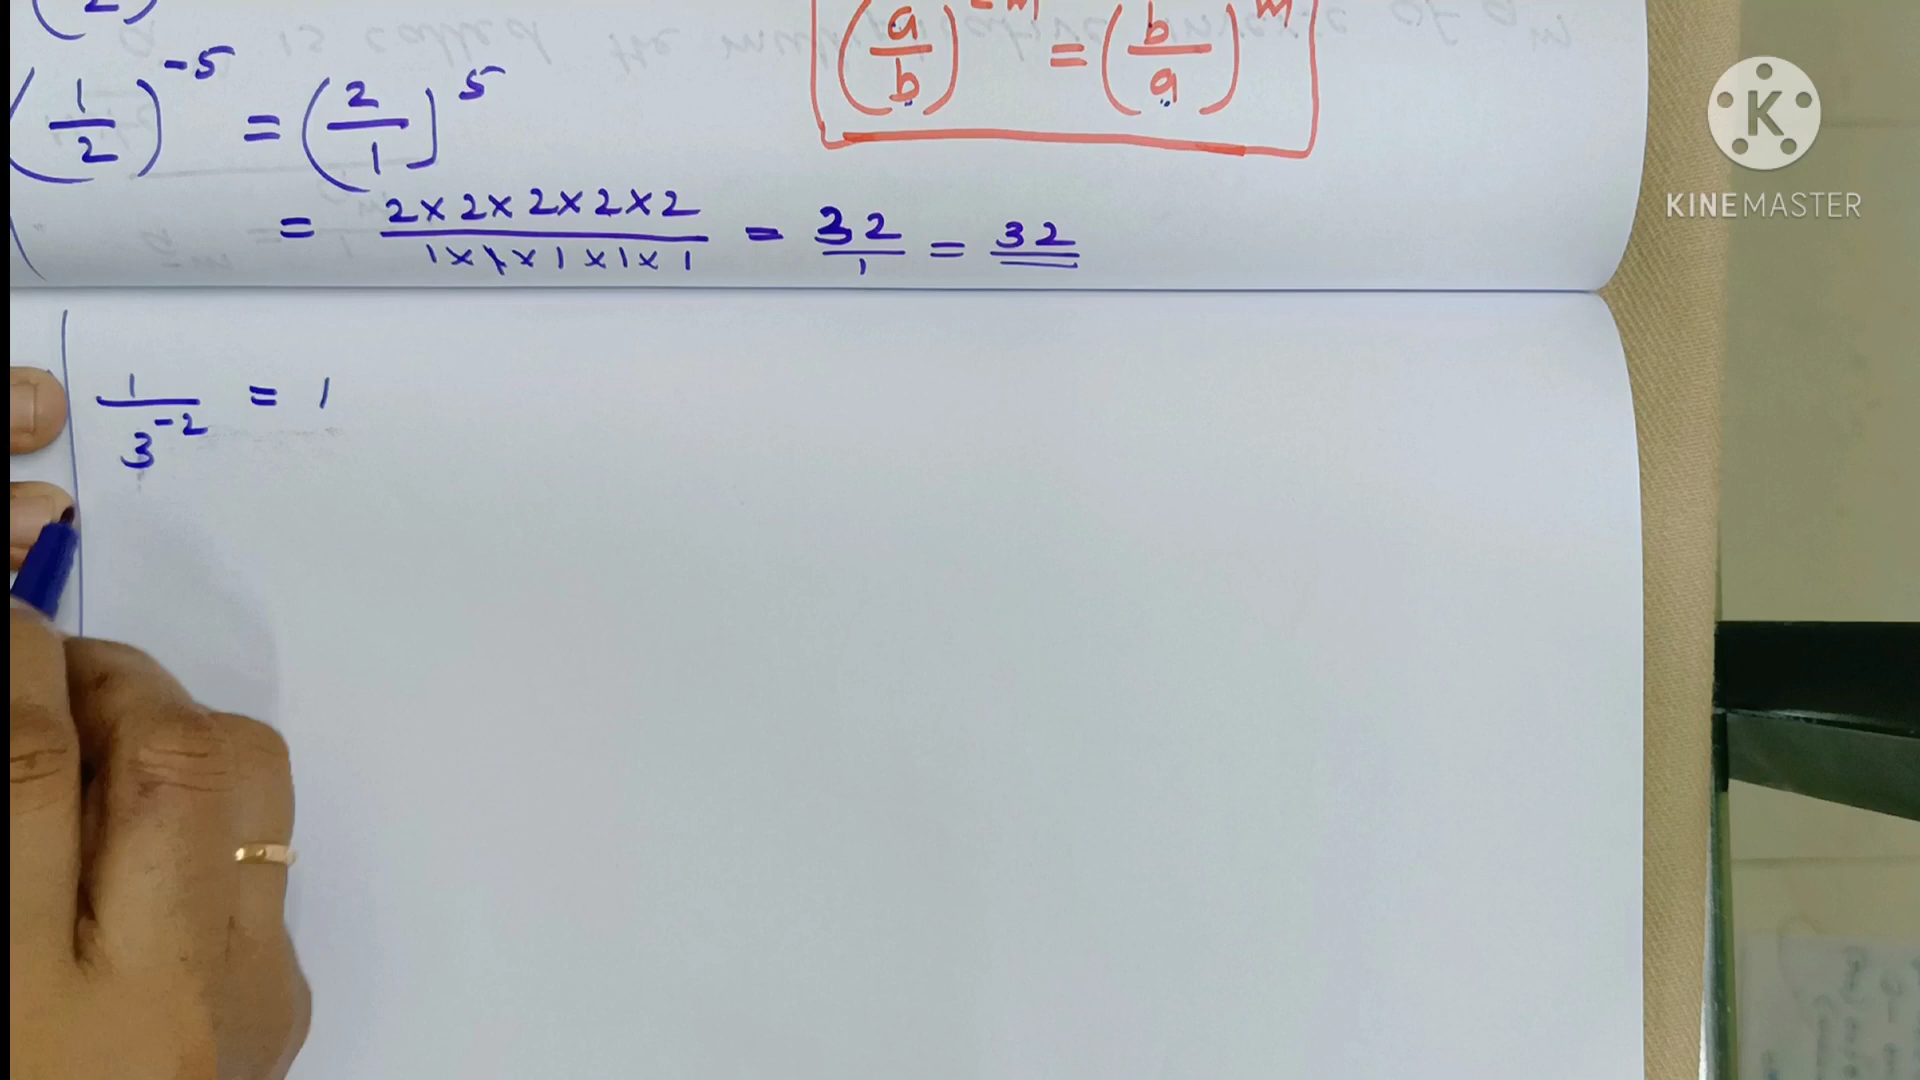 (a/b)^-m = (b/a)^m
(1/2)^-5 = (2/1]^5
= 2×2×2×2×2 / 1×1×1×1×1 = 32/1 = 32
1/3^-2 = 1
K
KINEMASTER